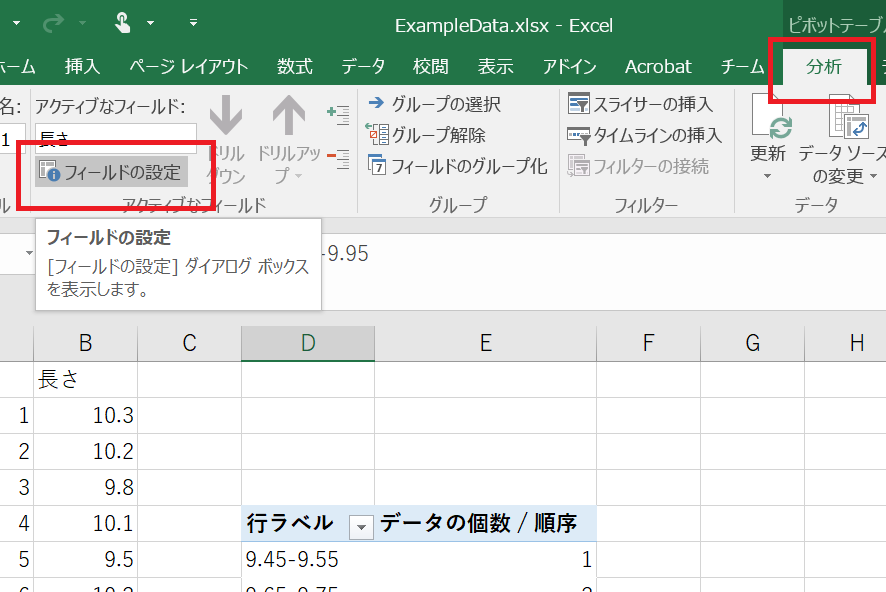 ExampleData.xlsx - Excel
ピボットテーブル
ホーム 挿入 ページ レイアウト 数式 データ 校閲 表示 アドイン Acrobat チーム 分析
名: アクティブなフィールド:
1 長さ
フィールドの設定
ドリル
ダウン
ドリルアッ
プ
アクティブなフィールド
グループの選択
グループ解除
フィールドのグループ化
グループ
スライサーの挿入
タイムラインの挿入
フィルターの接続
フィルター
更新
データ ソース
の変更
データ
フィールドの設定
[フィールドの設定] ダイアログ ボックス
を表示します。
-9.95
B C D E F G H
長さ
1 10.3
2 10.2
3 9.8
4 10.1 行ラベル データの個数 / 順序
5 9.5 9.45-9.55 1